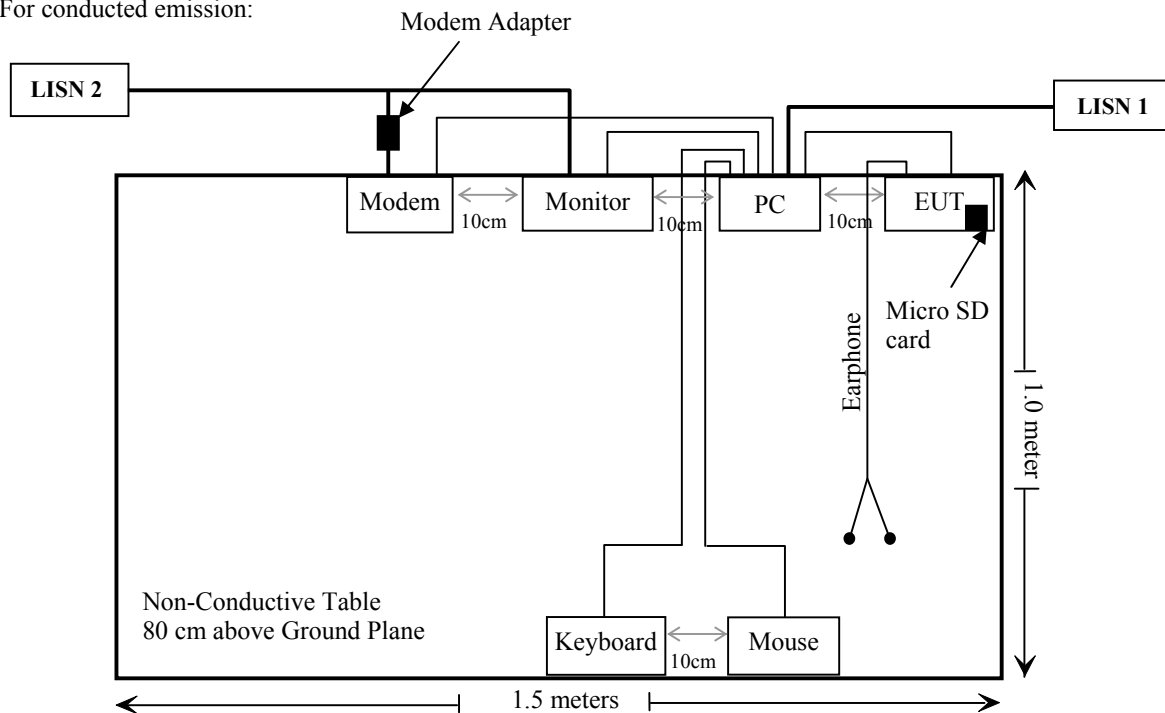 For conducted emission:
Modem Adapter
LISN 2
LISN 1
Modem
Monitor
PC
EUT
10cm
10cm
10cm
Micro SD
card
Earphone
1.0 meter
Non-Conductive Table
80 cm above Ground Plane
Keyboard
Mouse
10cm
1.5 meters